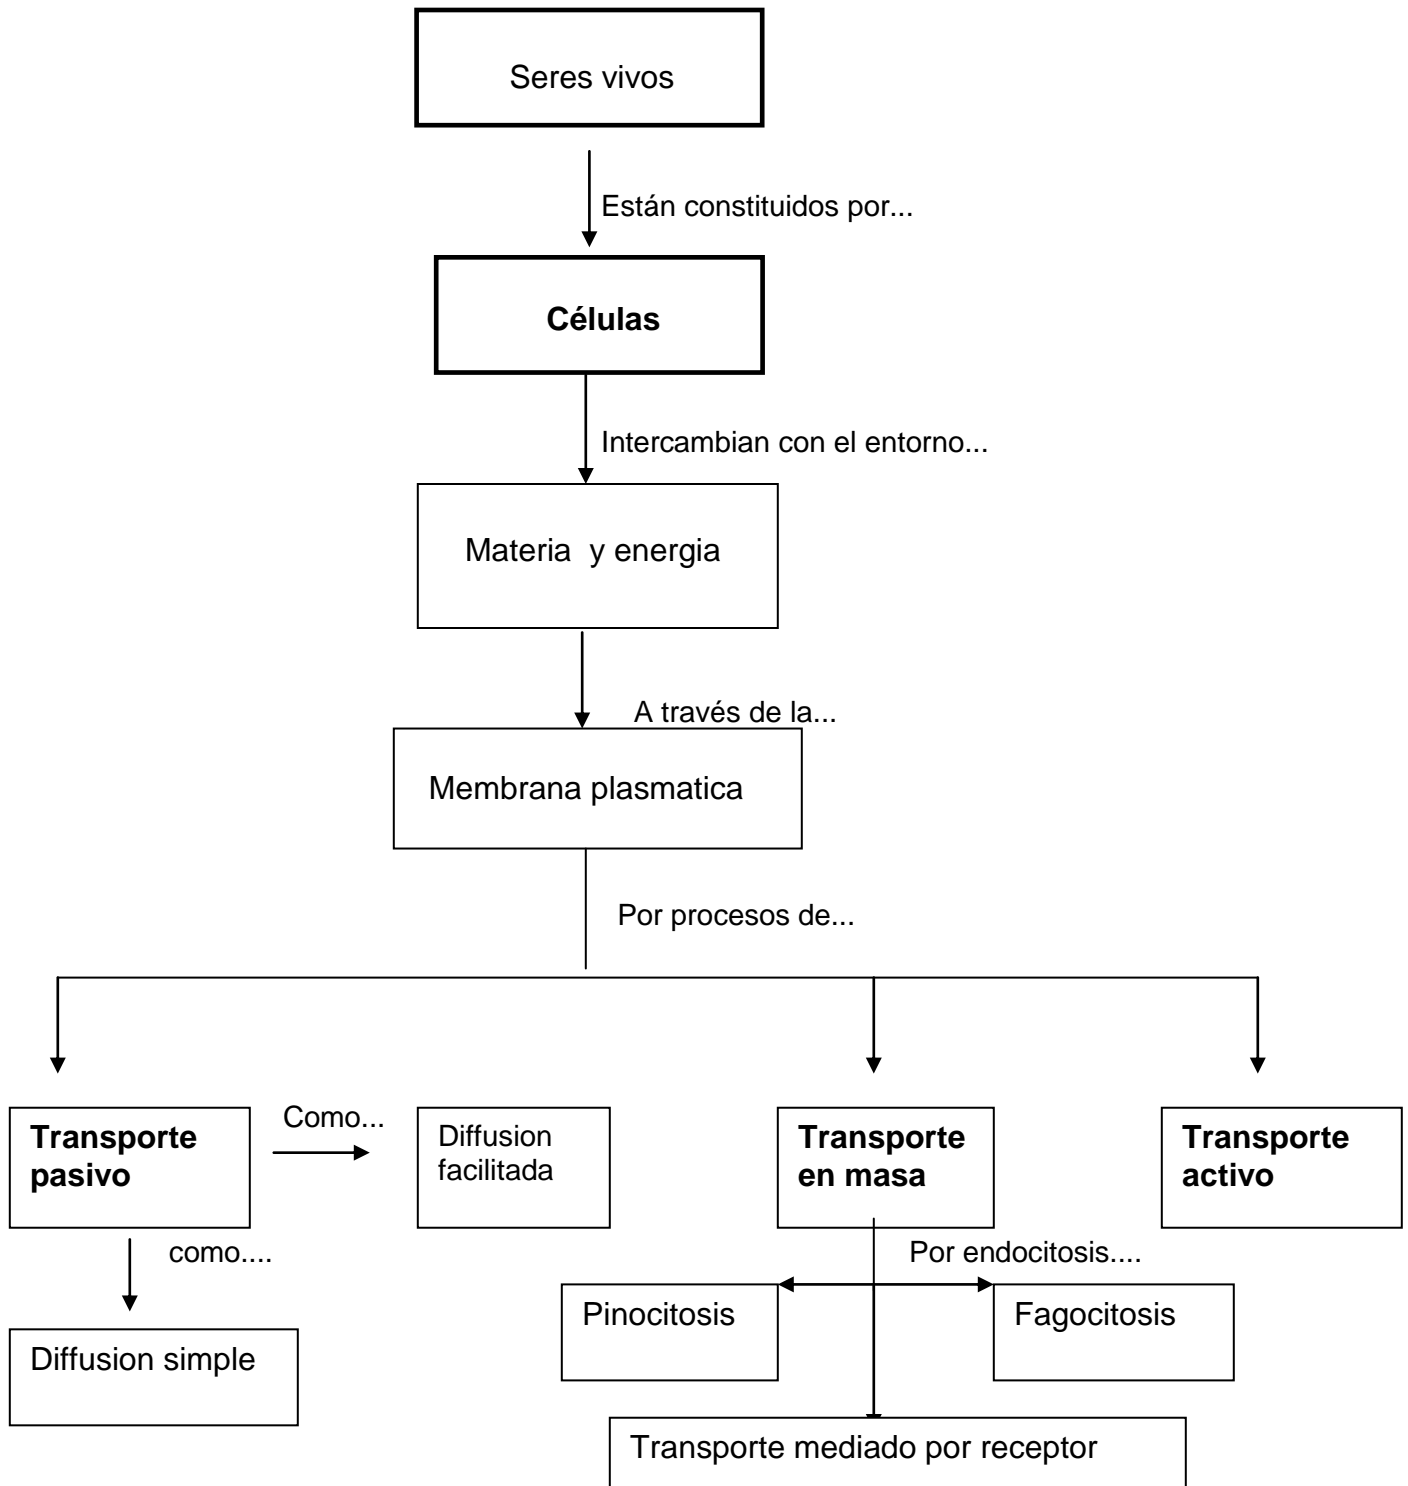 Seres vivos
Están constituidos por...
Células
Intercambian con el entorno...
Materia y energia
A través de la...
Membrana plasmatica
Por procesos de...
Transporte
pasivo
Como...
Diffusion
facilitada
Transporte
en masa
Transporte
activo
como....
Por endocitosis....
Diffusion simple
Pinocitosis
Fagocitosis
Transporte mediado por receptor